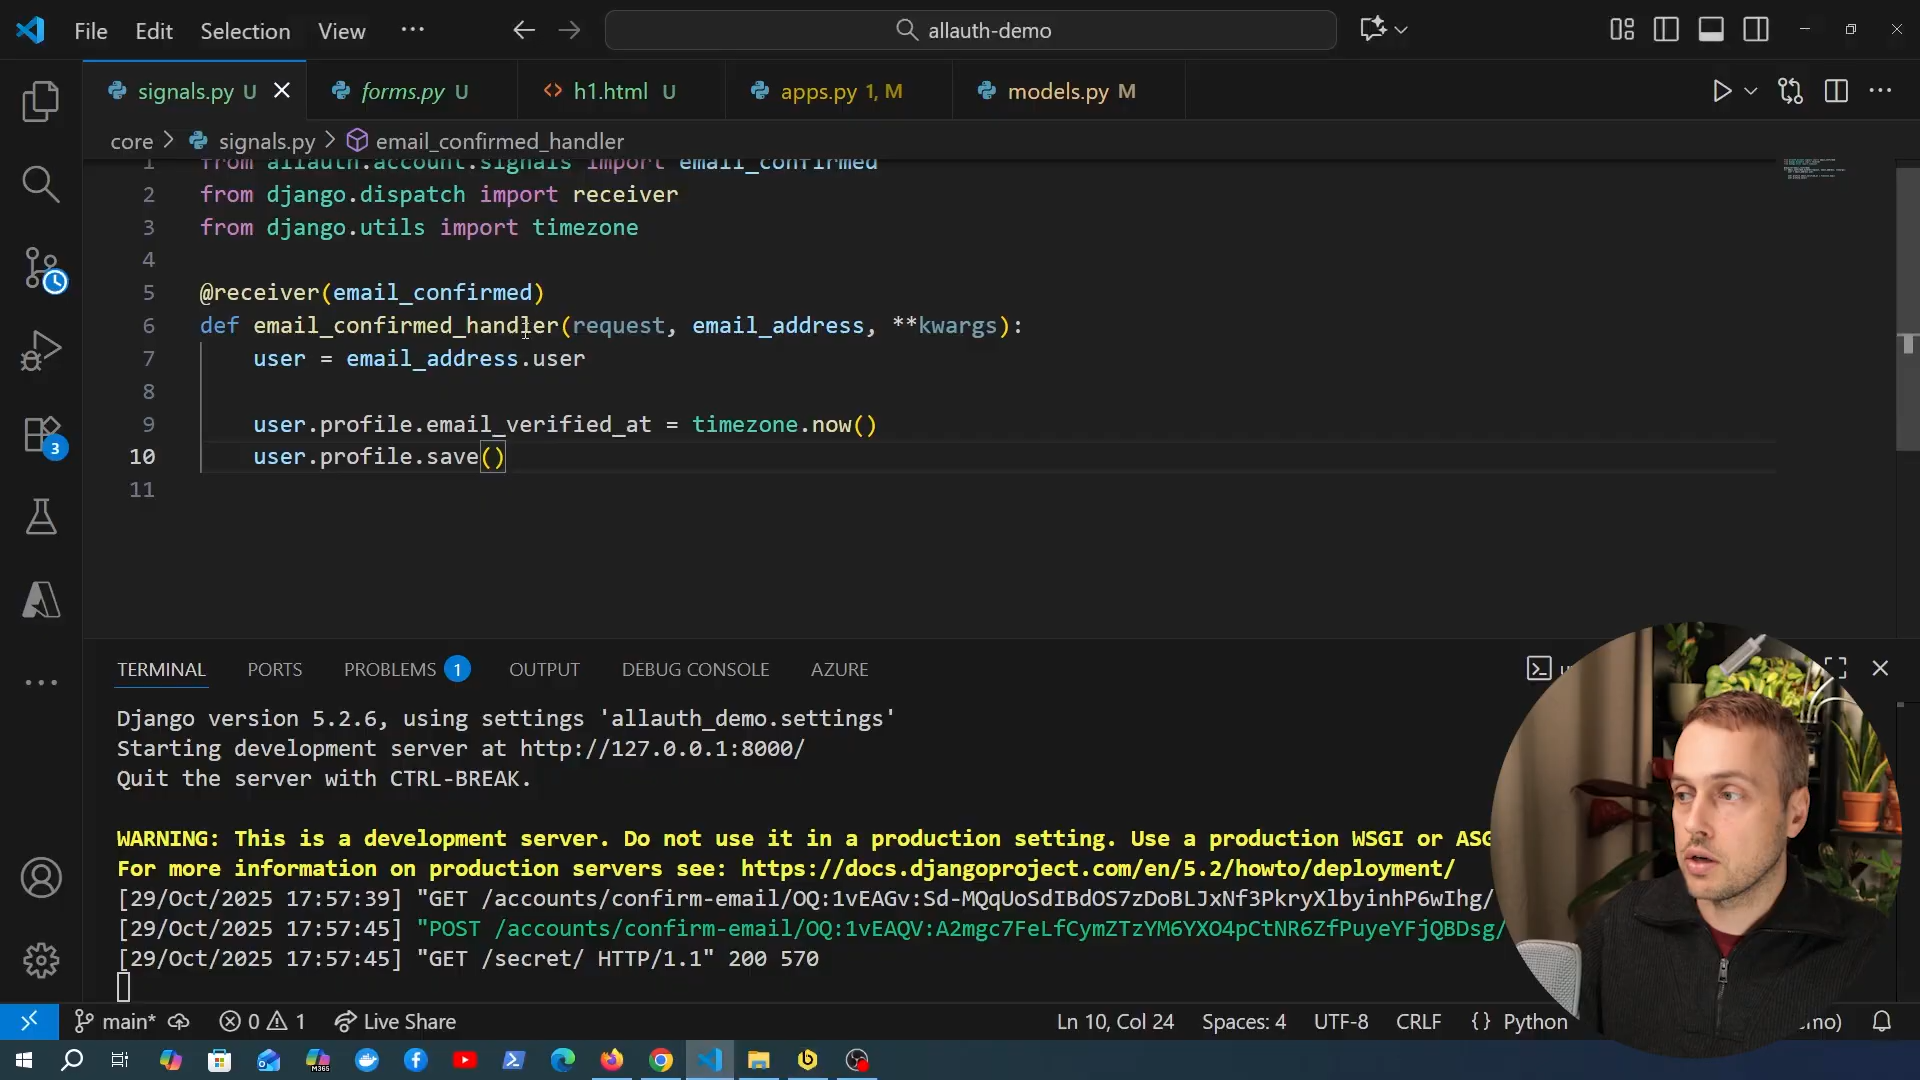 File Edit Selection View ··· allauth-demo
signals.py U forms.py U h1.html U apps.py 1, M models.py M
core > signals.py > email_confirmed_handler
1 from allauth.account.signals import email_confirmed
2 from django.dispatch import receiver
3 from django.utils import timezone
4
5 @receiver(email_confirmed)
6 def email_confirmed_handler(request, email_address, **kwargs):
7 user = email_address.user
8
9 user.profile.email_verified_at = timezone.now()
10 user.profile.save()
11
3
TERMINAL PORTS PROBLEMS 1 OUTPUT DEBUG CONSOLE AZURE
Django version 5.2.6, using settings 'allauth_demo.settings'
Starting development server at http://127.0.0.1:8000/
Quit the server with CTRL-BREAK.
WARNING: This is a development server. Do not use it in a production setting. Use a production WSGI or
For more information on production servers see: https://docs.djangoproject.com/en/5.2/howto/deployment/
[29/Oct/2025 17:57:39] "GET /accounts/confirm-email/OQ:1vEAGv:Sd-MQqUoSdIBdOS7zDoBLJxNf3PkryXlbyinhP6wIhg/
[29/Oct/2025 17:57:45] "POST /accounts/confirm-email/OQ:1vEAQV:A2mgc7FeLfCymZTzYM6YXO4pCtNR6ZfPuyeYFjQBDsg/
[29/Oct/2025 17:57:45] "GET /secret/ HTTP/1.1" 200 570
main* 0 1 Live Share Ln 10, Col 24 Spaces: 4 UTF-8 CRLF {} Python
M365